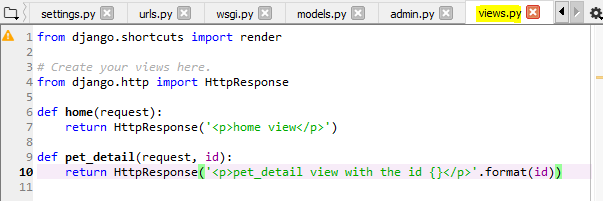 settings.py urls.py wsgi.py models.py admin.py views.py
1 from django.shortcuts import render
2
3 # Create your views here.
4 from django.http import HttpResponse
5
6 def home(request):
7 return HttpResponse('<p>home view</p>')
8
9 def pet_detail(request, id):
10 return HttpResponse('<p>pet_detail view with the id {}</p>'.format(id))
11